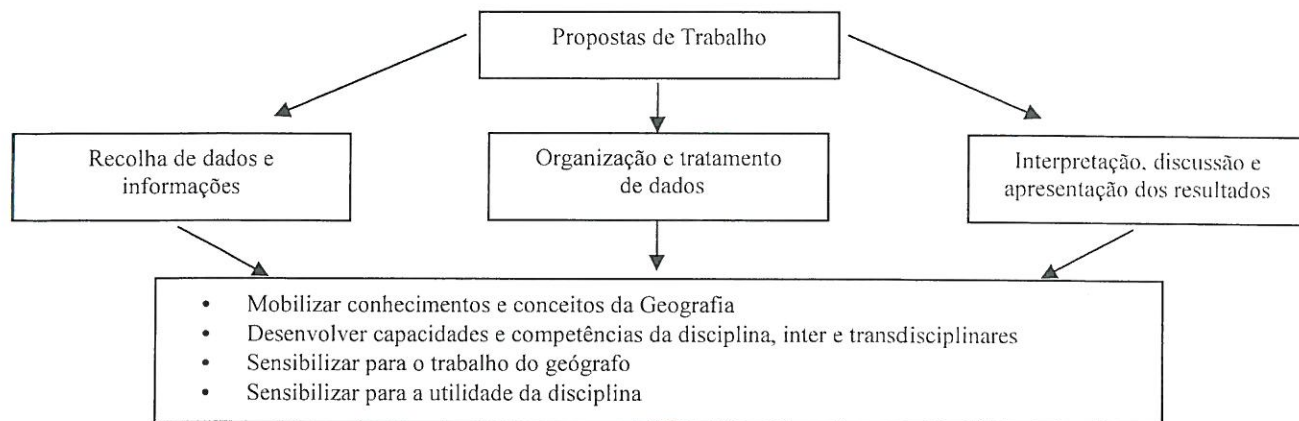 Propostas de Trabalho
Recolha de dados e
informações
Organização e tratamento
de dados
Interpretação, discussão e
apresentação dos resultados
• Mobilizar conhecimentos e conceitos da Geografia
• Desenvolver capacidades e competências da disciplina, inter e transdisciplinares
• Sensibilizar para o trabalho do geógrafo
• Sensibilizar para a utilidade da disciplina